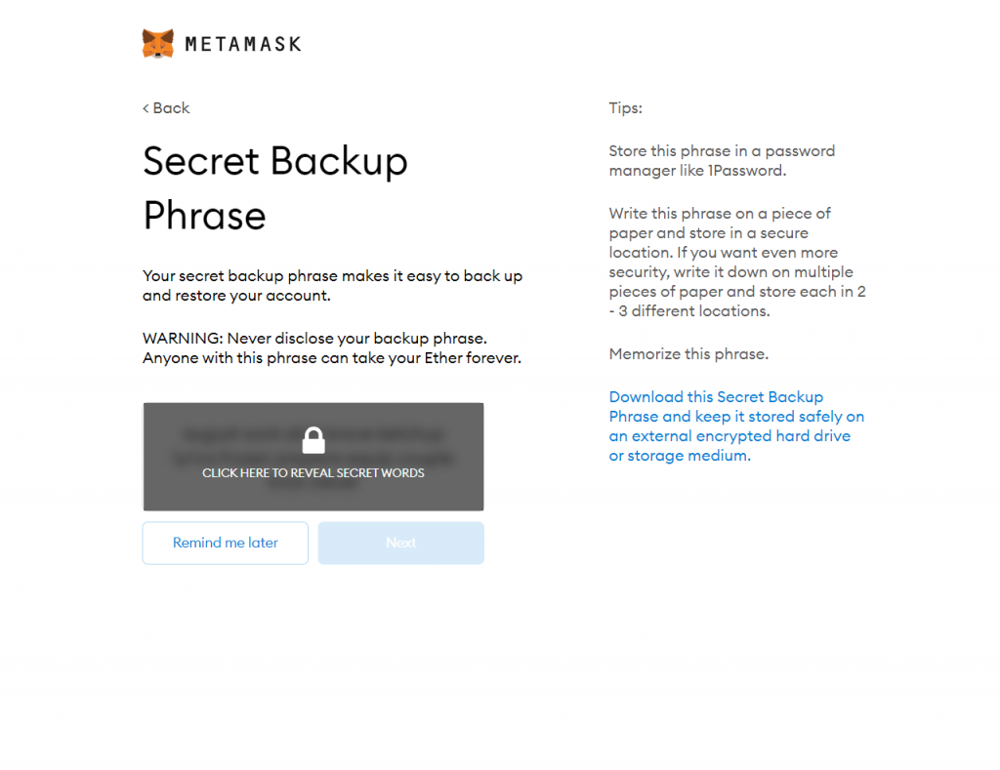 METAMASK
< Back
Secret Backup
Phrase
Your secret backup phrase makes it easy to back up
and restore your account.
WARNING: Never disclose your backup phrase.
Anyone with this phrase can take your Ether forever.
CLICK HERE TO REVEAL SECRET WORDS
Remind me later
Next
Tips:
Store this phrase in a password
manager like 1Password.
Write this phrase on a piece of
paper and store in a secure
location. If you want even more
security, write it down on multiple
pieces of paper and store each in 2
- 3 different locations.
Memorize this phrase.
Download this Secret Backup
Phrase and keep it stored safely on
an external encrypted hard drive
or storage medium.